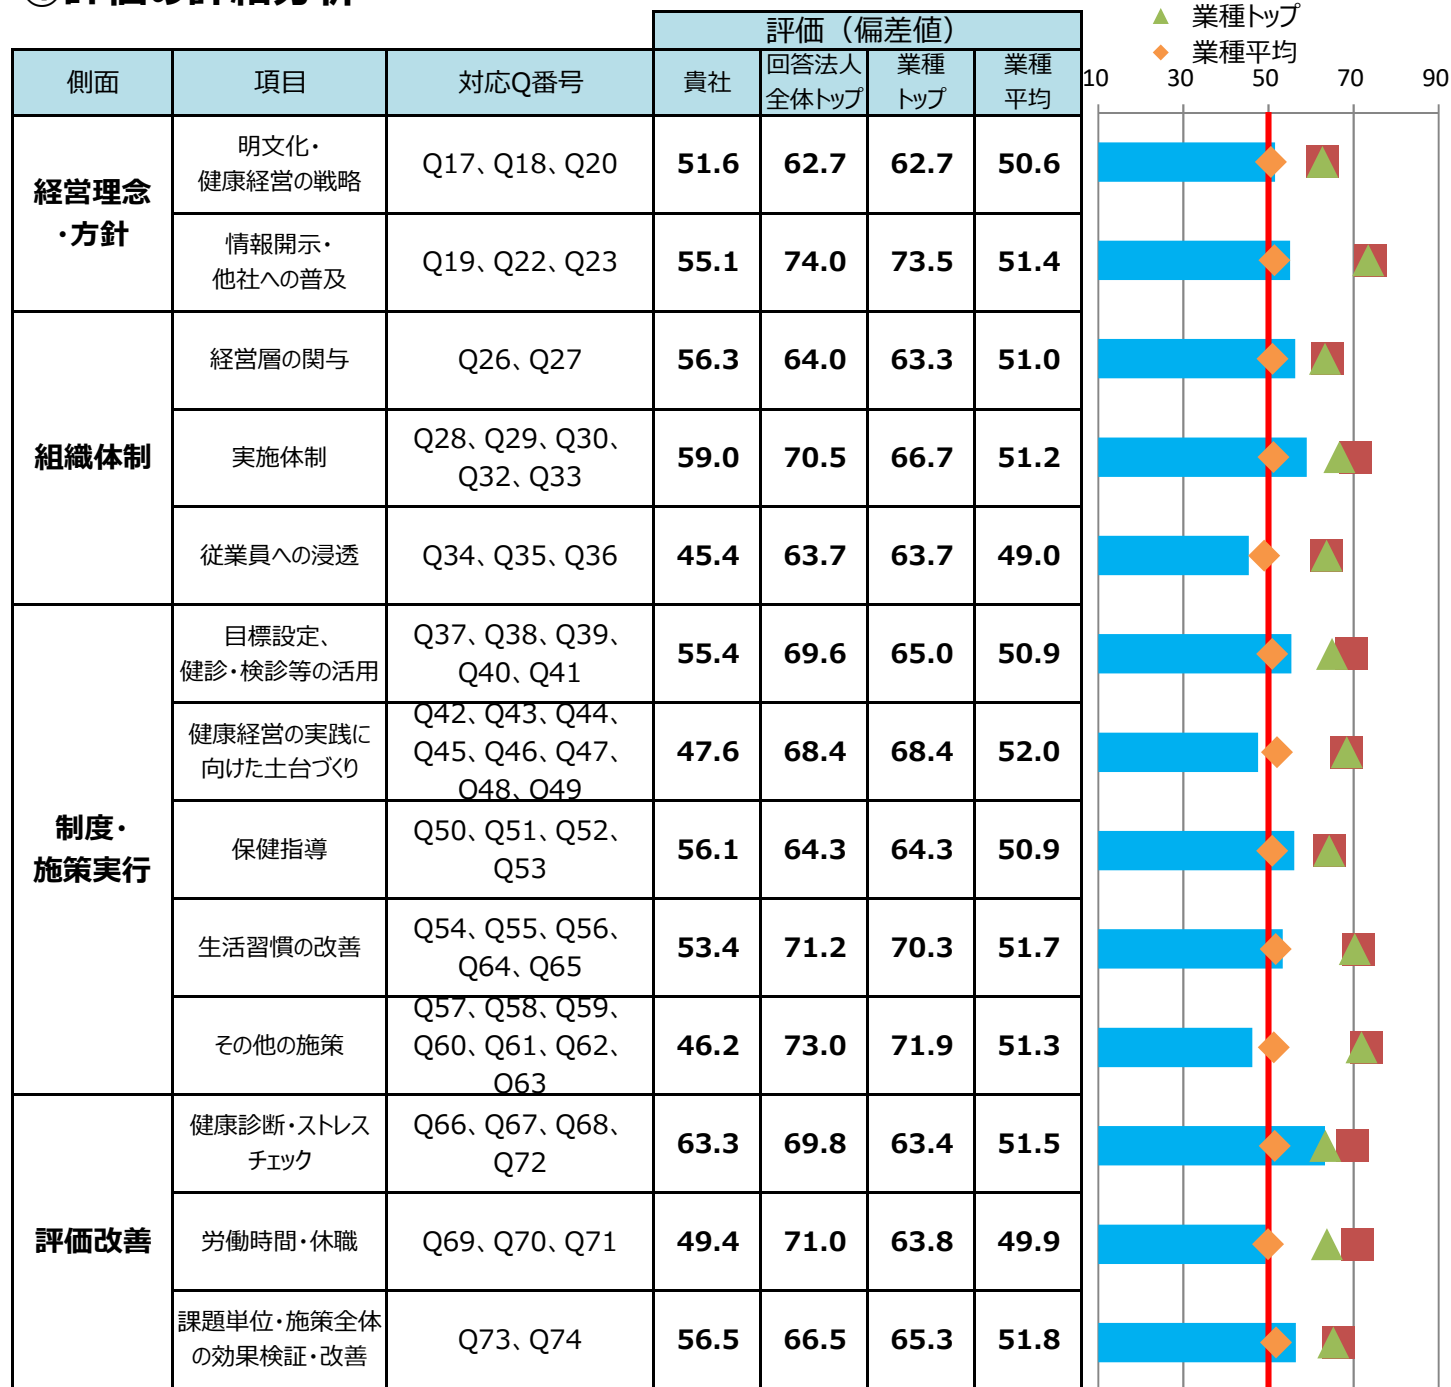 評価の詳細分析
▲ 業種トップ
◆ 業種平均
評価（偏差値）
側面 項目 対応Q番号 貴社 回答法人全体トップ 業種トップ 業種平均
10 30 50 70 90
経営理念・方針
明文化・健康経営の戦略 Q17、Q18、Q20 51.6 62.7 62.7 50.6
情報開示・他社への普及 Q19、Q22、Q23 55.1 74.0 73.5 51.4
組織体制
経営層の関与 Q26、Q27 56.3 64.0 63.3 51.0
実施体制 Q28、Q29、Q30、Q32、Q33 59.0 70.5 66.7 51.2
従業員への浸透 Q34、Q35、Q36 45.4 63.7 63.7 49.0
制度・施策実行
目標設定、健診・検診等の活用 Q37、Q38、Q39、Q40、Q41 55.4 69.6 65.0 50.9
健康経営の実践に向けた土台づくり Q42、Q43、Q44、Q45、Q46、Q47、Q48、Q49 47.6 68.4 68.4 52.0
保健指導 Q50、Q51、Q52、Q53 56.1 64.3 64.3 50.9
生活習慣の改善 Q54、Q55、Q56、Q64、Q65 53.4 71.2 70.3 51.7
その他の施策 Q57、Q58、Q59、Q60、Q61、Q62、Q63 46.2 73.0 71.9 51.3
評価改善
健康診断・ストレスチェック Q66、Q67、Q68、Q72 63.3 69.8 63.4 51.5
労働時間・休職 Q69、Q70、Q71 49.4 71.0 63.8 49.9
課題単位・施策全体の効果検証・改善 Q73、Q74 56.5 66.5 65.3 51.8